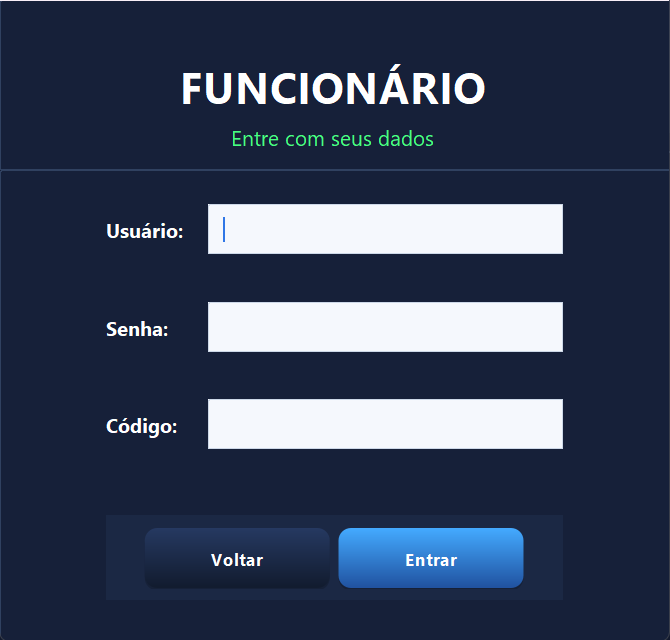 FUNCIONÁRIO
Entre com seus dados
Usuário:
Senha:
Código:
Voltar Entrar